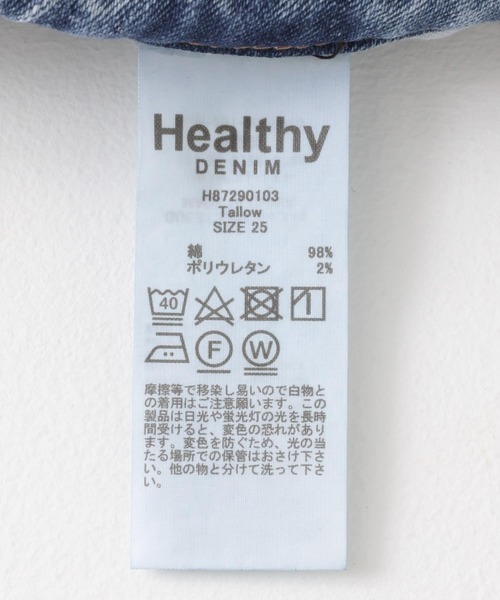 Healthy
DENIM
H87290103
Tallow
SIZE 25
綿 98%
ポリウレタン 2%
40
F W
摩擦等で移染し易いので白物と
の着用はご注意願います。この
製品は日光や蛍光灯の光を長時
間受けると、変色の恐れがあり
ます。変色を防ぐため、光の当
たる場所での保管はおさけ下さ
い。他の物と分けて洗って下さ
い。